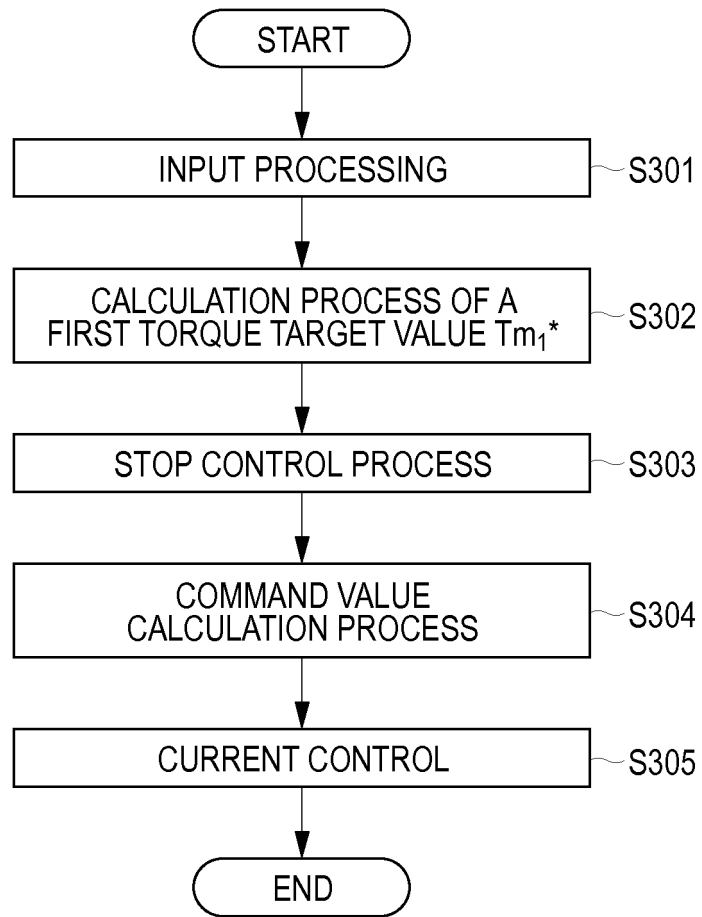 START
INPUT PROCESSING
S301
CALCULATION PROCESS OF A
FIRST TORQUE TARGET VALUE Tm₁*
S302
STOP CONTROL PROCESS
S303
COMMAND VALUE
CALCULATION PROCESS
S304
CURRENT CONTROL
S305
END